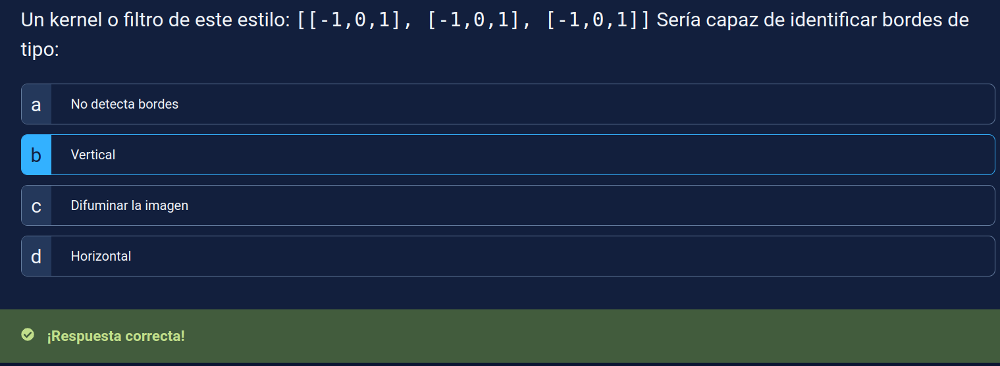 Un kernel o filtro de este estilo: [[-1,0,1], [-1,0,1], [-1,0,1]] Sería capaz de identificar bordes de
tipo:
a No detecta bordes
b Vertical
c Difuminar la imagen
d Horizontal
¡Respuesta correcta!